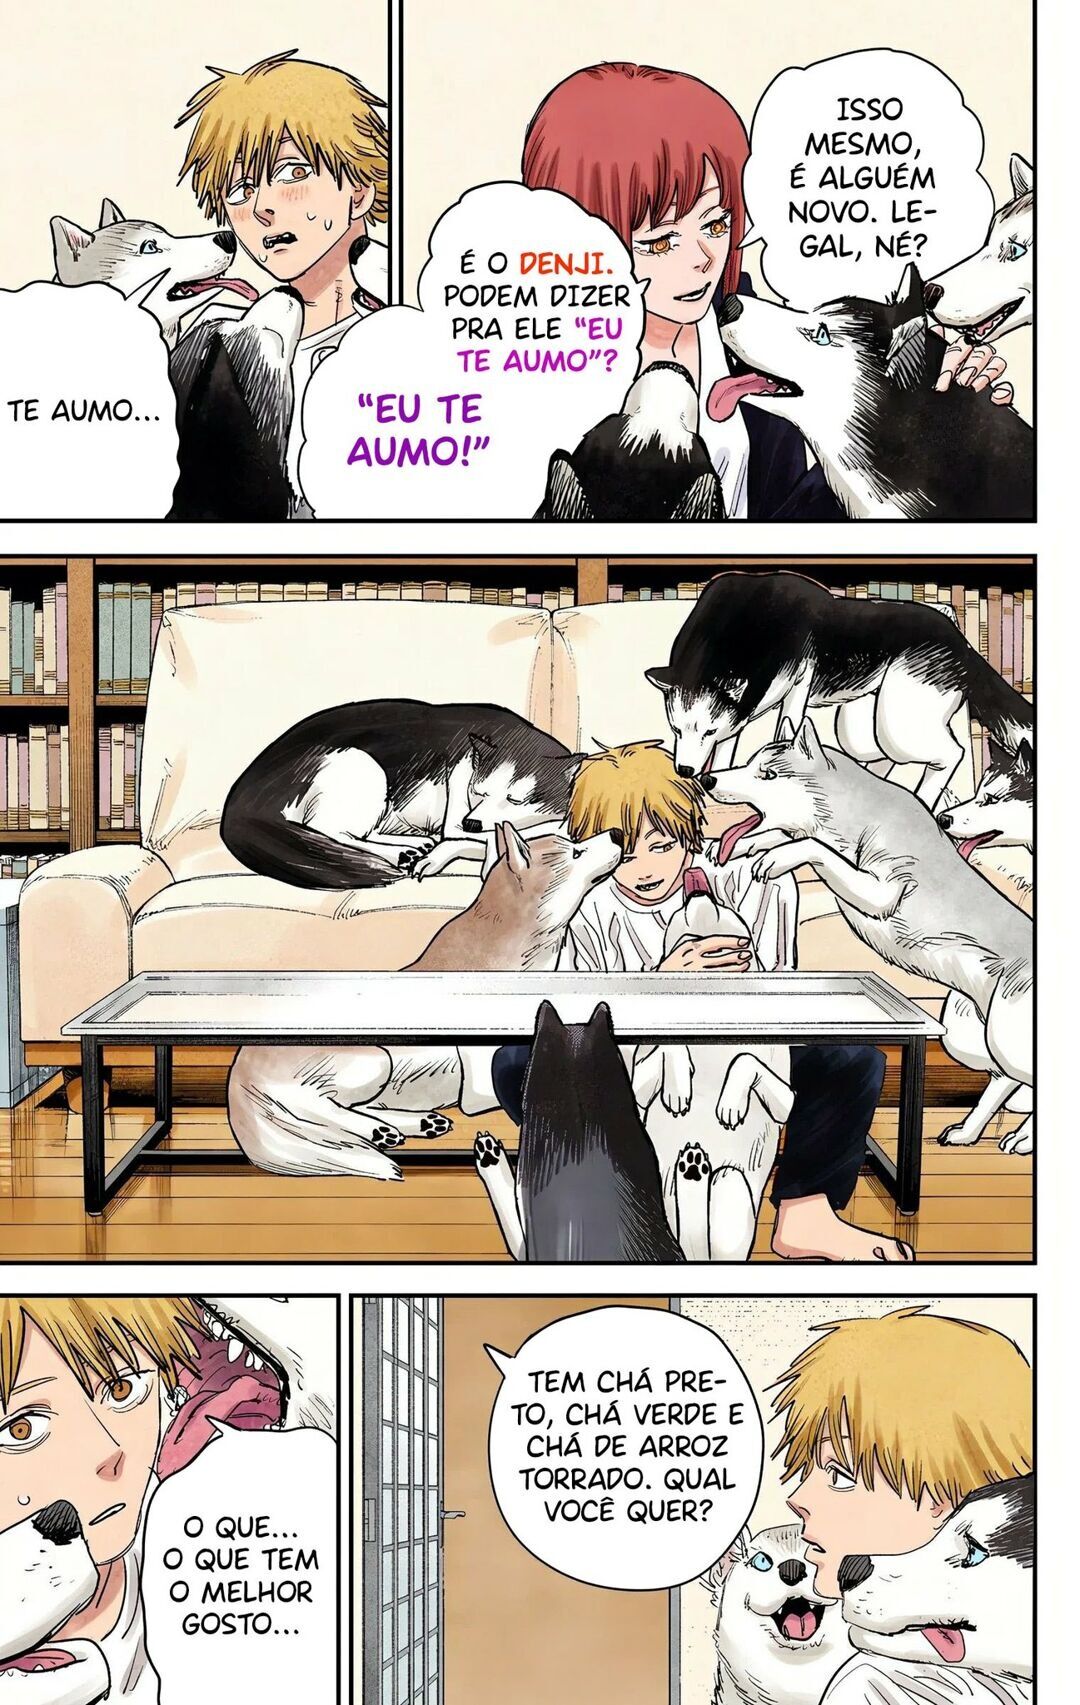 ISSO
MESMO,
É ALGUÉM
NOVO. LE-
GAL, NÉ?
É O DENJI.
PODEM DIZER
PRA ELE "EU
TE AUMO"?
"EU TE
AUMO!"
TE AUMO...
TEM CHÁ PRE-
TO, CHÁ VERDE E
CHÁ DE ARROZ
TORRADO. QUAL
VOCÊ QUER?
O QUE...
O QUE TEM
O MELHOR
GOSTO...